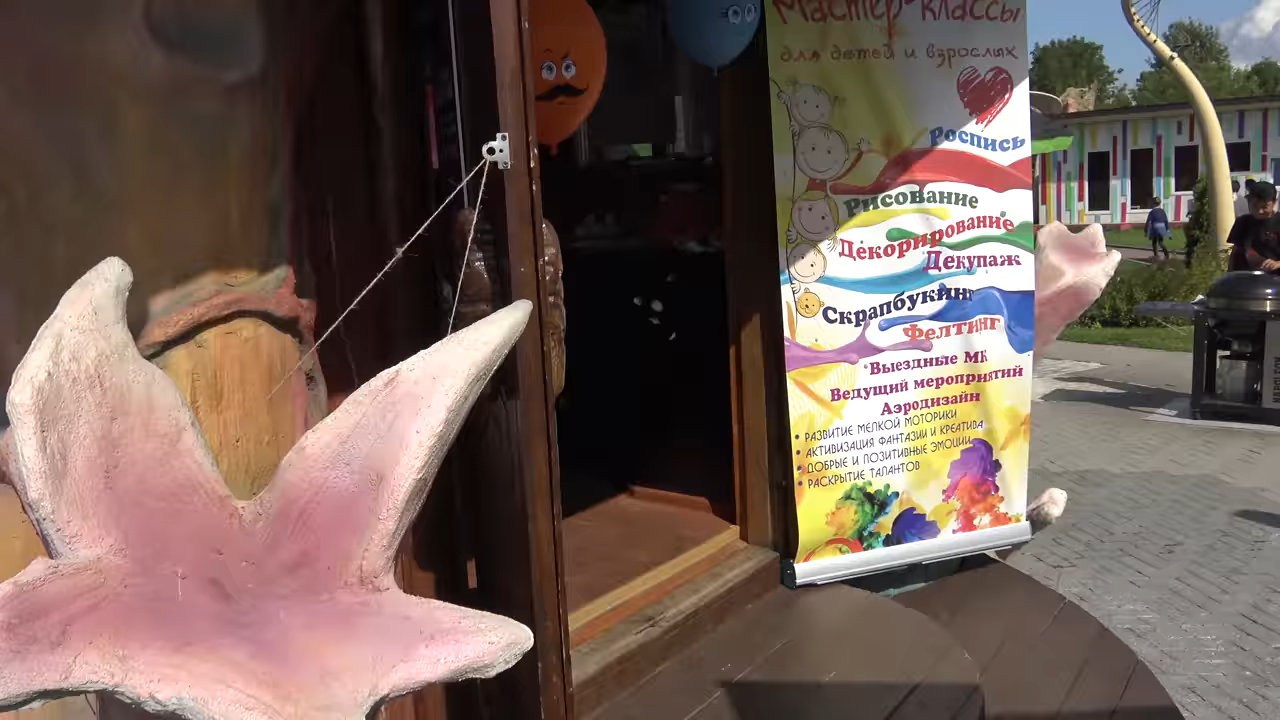 Мастер-классы
для детей и взрослых
Роспись
Рисование
Декорирование
Декупаж
Скрапбукинг
Фелтинг
Выездные МК
Ведущий мероприятий
Аэродизайн
• РАЗВИТИЕ МЕЛКОЙ МОТОРИКИ
• АКТИВИЗАЦИЯ ФАНТАЗИИ И КРЕАТИВА
• ДОБРЫЕ И ПОЗИТИВНЫЕ ЭМОЦИИ
• РАСКРЫТИЕ ТАЛАНТОВ